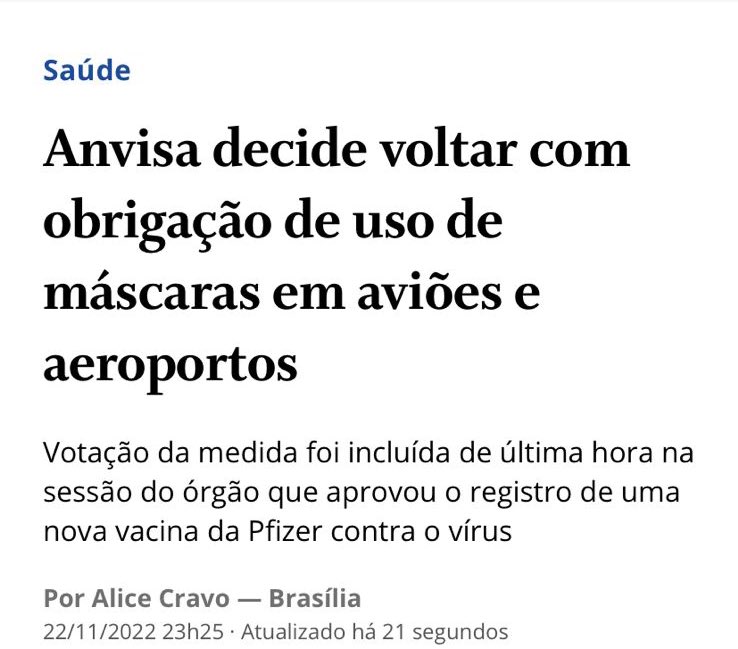 Saúde
Anvisa decide voltar com
obrigação de uso de
máscaras em aviões e
aeroportos
Votação da medida foi incluída de última hora na
sessão do órgão que aprovou o registro de uma
nova vacina da Pfizer contra o vírus
Por Alice Cravo — Brasília
22/11/2022 23h25 · Atualizado há 21 segundos